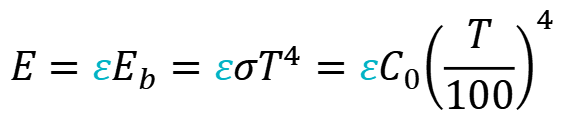 E = εE_b = εσT^4 = εC_0(T/100)^4